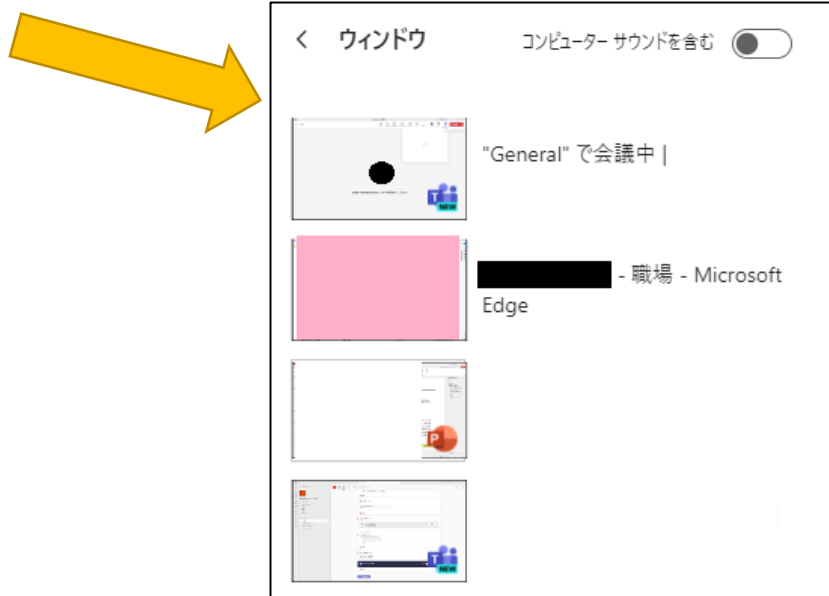 ウィンドウ
コンピューター サウンドを含む
"General" で会議中 |
- 職場 - Microsoft
Edge
NEW
P
NEW